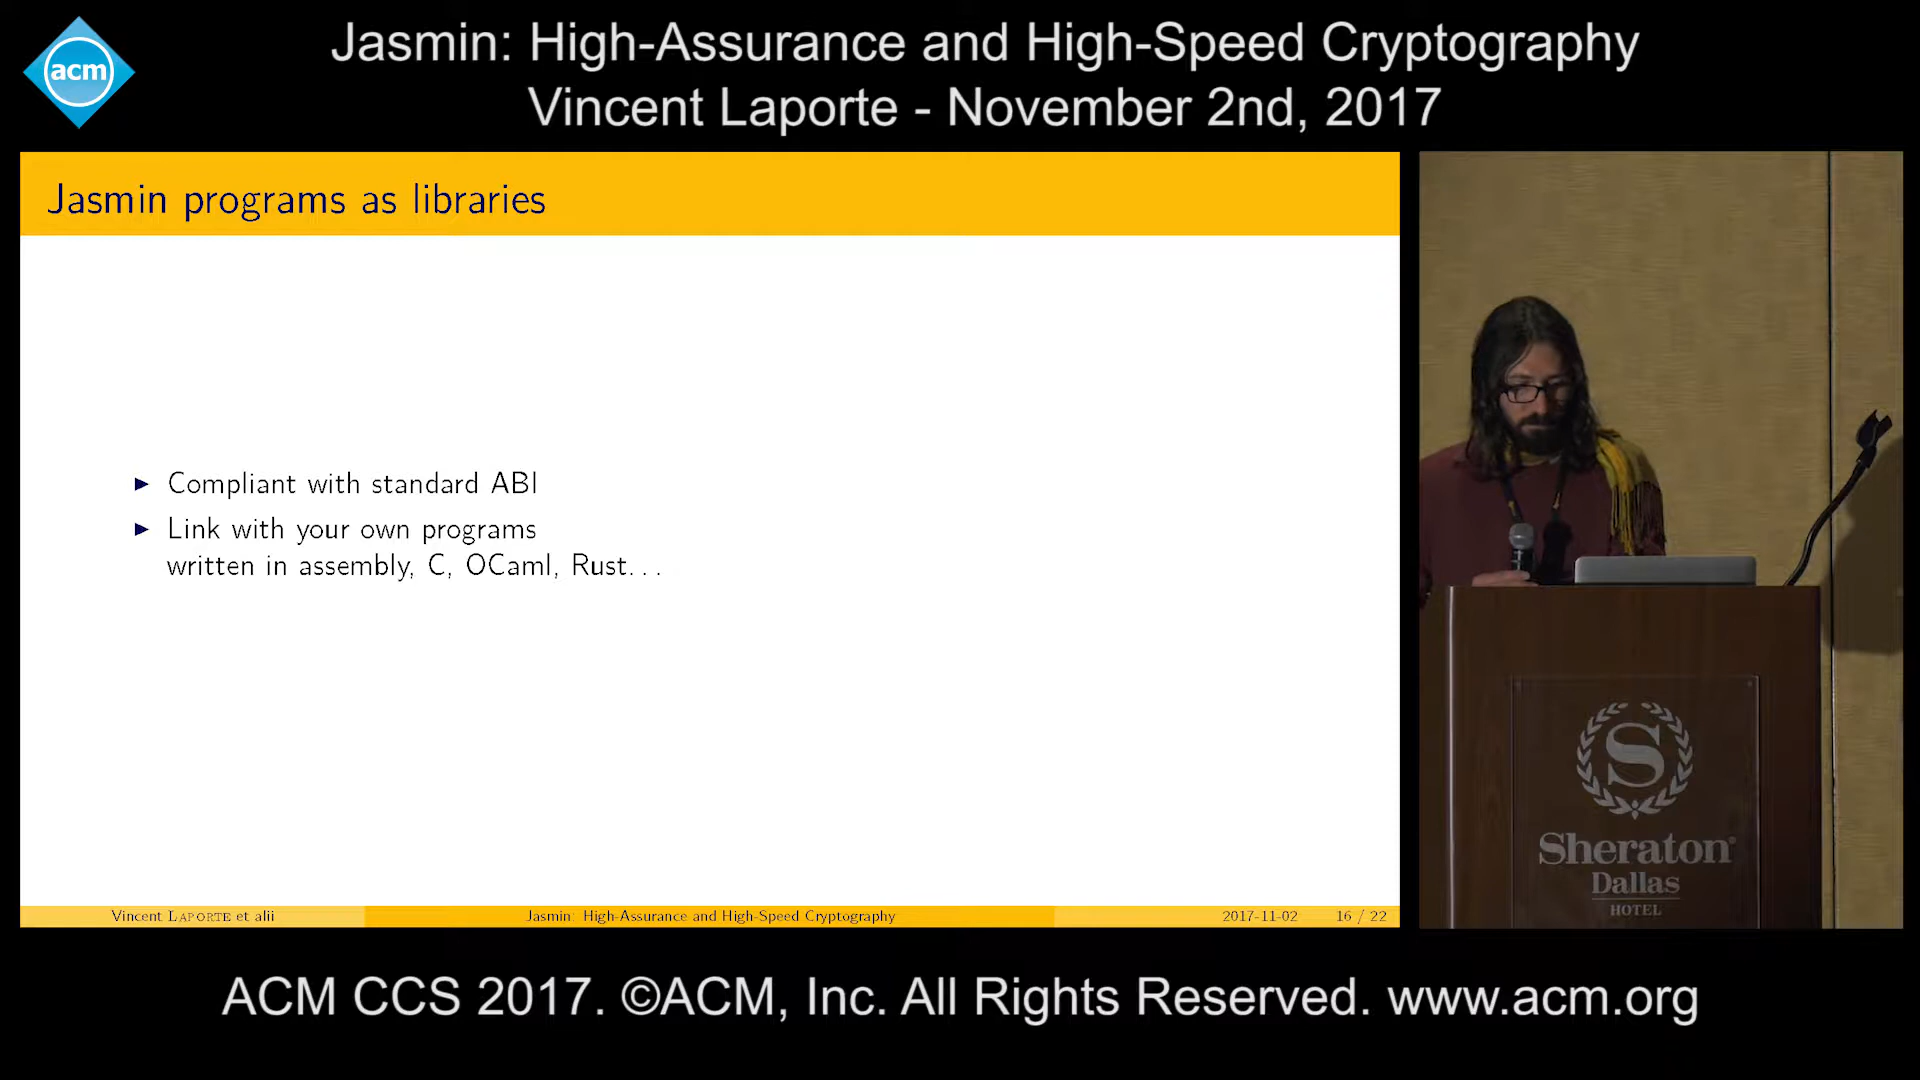 acm
Jasmin: High-Assurance and High-Speed Cryptography
Vincent Laporte - November 2nd, 2017
Jasmin programs as libraries
▶ Compliant with standard ABI
▶ Link with your own programs
written in assembly, C, OCaml, Rust...
Vincent LAPORTE et alii
Jasmin: High-Assurance and High-Speed Cryptography
2017-11-02
16 / 22
S
Sheraton®
Dallas
HOTEL
ACM CCS 2017. ©ACM, Inc. All Rights Reserved. www.acm.org